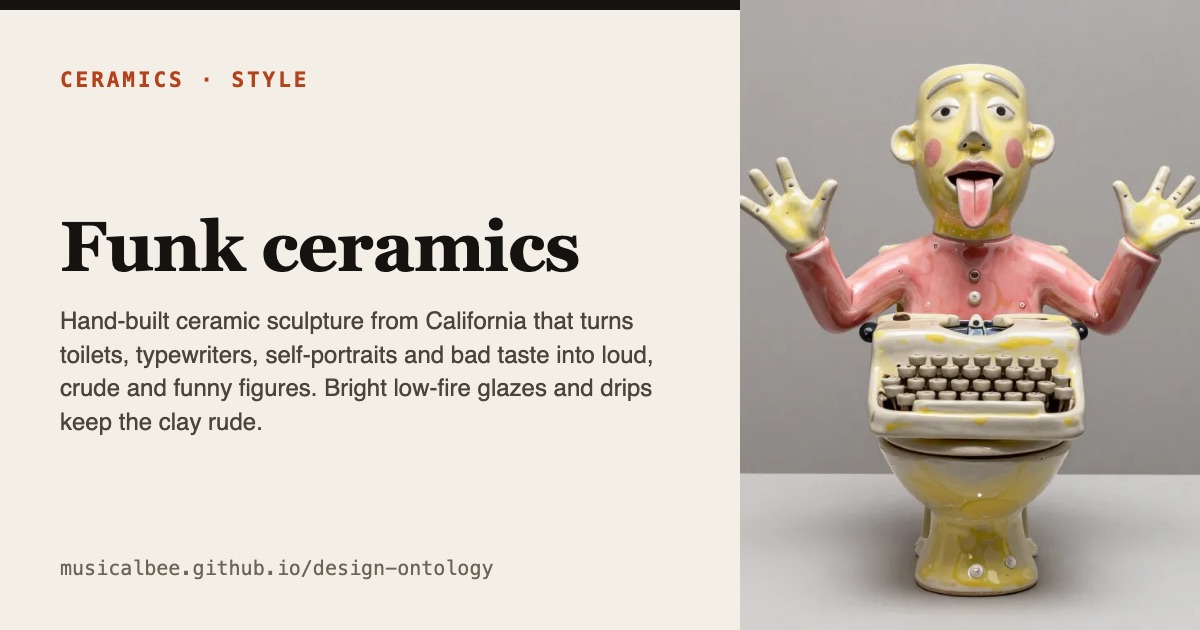 CERAMICS · STYLE
Funk ceramics
Hand-built ceramic sculpture from California that turns
toilets, typewriters, self-portraits and bad taste into loud,
crude and funny figures. Bright low-fire glazes and drips
keep the clay rude.
musicalbee.github.io/design-ontology